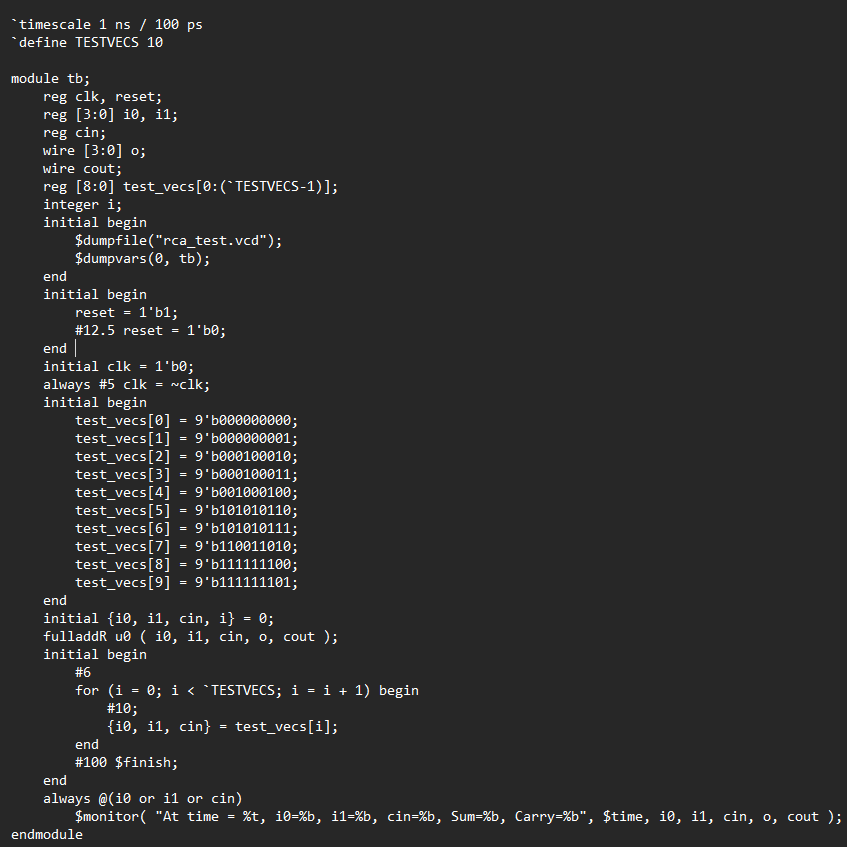 `timescale 1 ns / 100 ps
`define TESTVECS 10

module tb;
    reg clk, reset;
    reg [3:0] i0, i1;
    reg cin;
    wire [3:0] o;
    wire cout;
    reg [8:0] test_vecs[0:(`TESTVECS-1)];
    integer i;
    initial begin
        $dumpfile("rca_test.vcd");
        $dumpvars(0, tb);
    end
    initial begin
        reset = 1'b1;
        #12.5 reset = 1'b0;
    end
    initial clk = 1'b0;
    always #5 clk = ~clk;
    initial begin
        test_vecs[0] = 9'b000000000;
        test_vecs[1] = 9'b000000001;
        test_vecs[2] = 9'b000100010;
        test_vecs[3] = 9'b000100011;
        test_vecs[4] = 9'b001000100;
        test_vecs[5] = 9'b101010110;
        test_vecs[6] = 9'b101010111;
        test_vecs[7] = 9'b110011010;
        test_vecs[8] = 9'b111111100;
        test_vecs[9] = 9'b111111101;
    end
    initial {i0, i1, cin, i} = 0;
    fulladdR u0 ( i0, i1, cin, o, cout );
    initial begin
        #6
        for (i = 0; i < `TESTVECS; i = i + 1) begin
            #10;
            {i0, i1, cin} = test_vecs[i];
        end
        #100 $finish;
    end
    always @(i0 or i1 or cin)
        $monitor( "At time = %t, i0=%b, i1=%b, cin=%b, Sum=%b, Carry=%b", $time, i0, i1, cin, o, cout );
endmodule